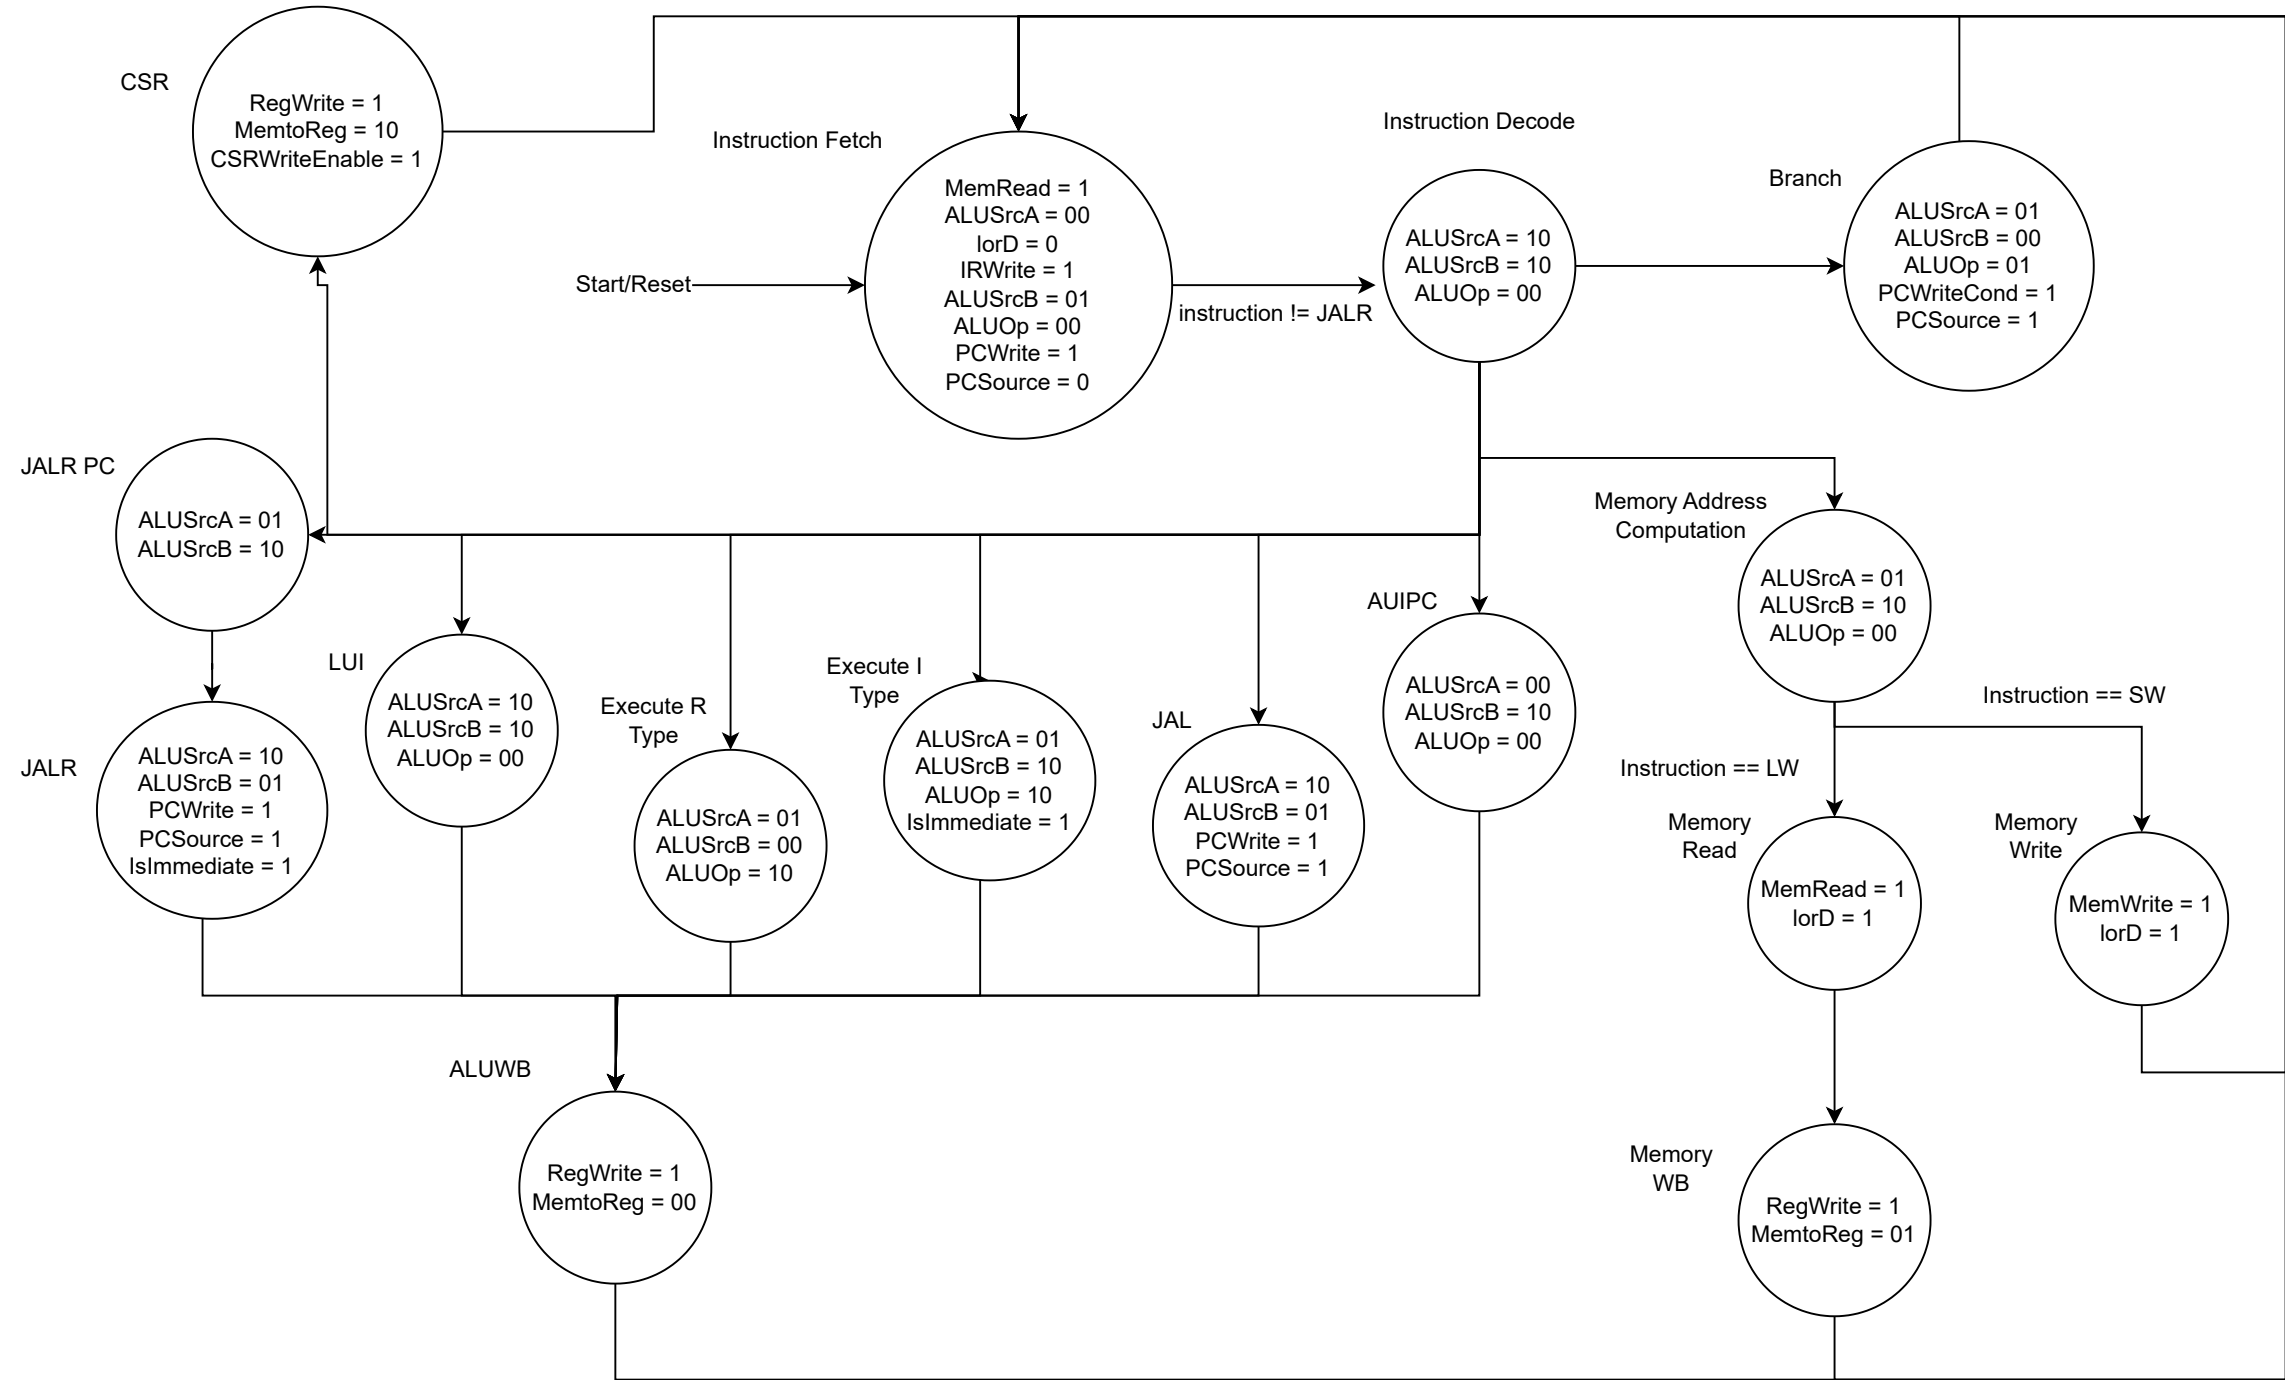 CSR
RegWrite = 1
MemtoReg = 10
CSRWriteEnable = 1
Instruction Fetch
Start/Reset
MemRead = 1
ALUSrcA = 00
IorD = 0
IRWrite = 1
ALUSrcB = 01
ALUOp = 00
PCWrite = 1
PCSource = 0
instruction != JALR
Instruction Decode
ALUSrcA = 10
ALUSrcB = 10
ALUOp = 00
Branch
ALUSrcA = 01
ALUSrcB = 00
ALUOp = 01
PCWriteCond = 1
PCSource = 1
JALR PC
ALUSrcA = 01
ALUSrcB = 10
JALR
ALUSrcA = 10
ALUSrcB = 01
PCWrite = 1
PCSource = 1
IsImmediate = 1
LUI
ALUSrcA = 10
ALUSrcB = 10
ALUOp = 00
Execute R
Type
ALUSrcA = 01
ALUSrcB = 00
ALUOp = 10
Execute I
Type
ALUSrcA = 01
ALUSrcB = 10
ALUOp = 10
IsImmediate = 1
JAL
ALUSrcA = 10
ALUSrcB = 01
PCWrite = 1
PCSource = 1
AUIPC
ALUSrcA = 00
ALUSrcB = 10
ALUOp = 00
Memory Address
Computation
ALUSrcA = 01
ALUSrcB = 10
ALUOp = 00
Instruction == SW
Instruction == LW
Memory
Read
MemRead = 1
IorD = 1
Memory
Write
MemWrite = 1
IorD = 1
ALUWB
RegWrite = 1
MemtoReg = 00
Memory
WB
RegWrite = 1
MemtoReg = 01